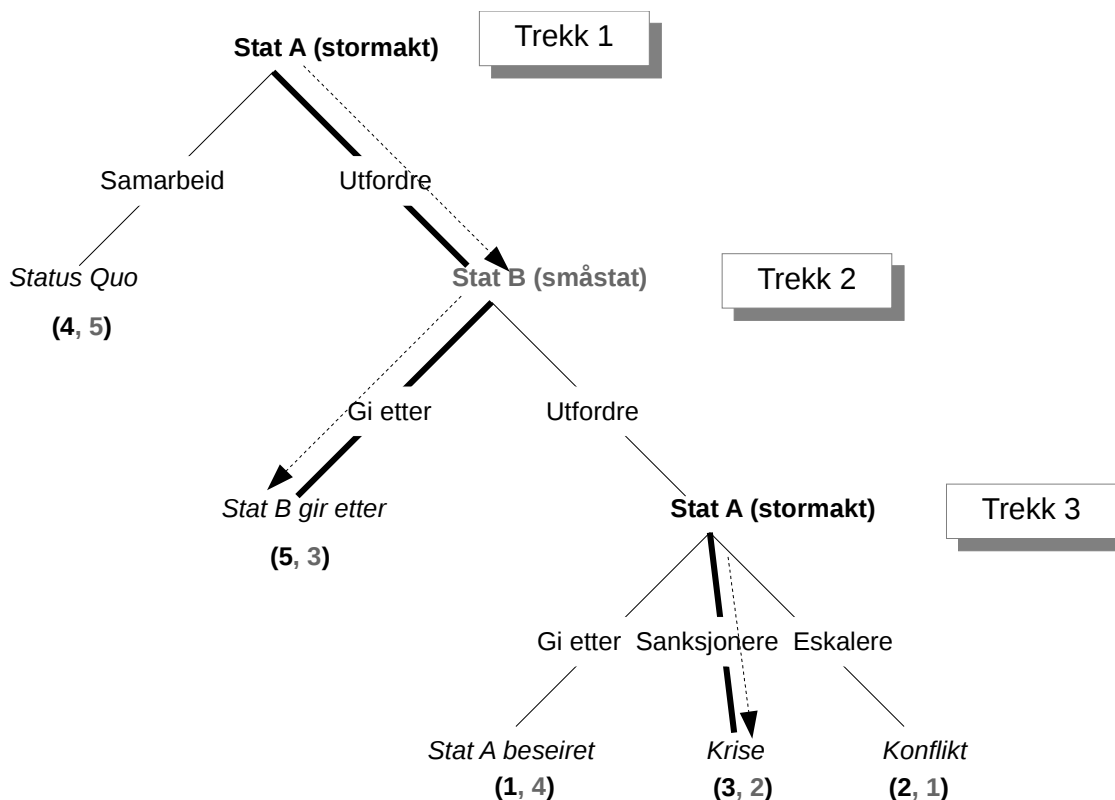 Stat A (stormakt)
Trekk 1
Samarbeid
Utfordre
Status Quo
(4, 5)
Stat B (småstat)
Trekk 2
Gi etter
Utfordre
Stat B gir etter
(5, 3)
Stat A (stormakt)
Trekk 3
Gi etter
Sanksjonere
Eskalere
Stat A beseiret
Krise
Konflikt
(1, 4)
(3, 2)
(2, 1)